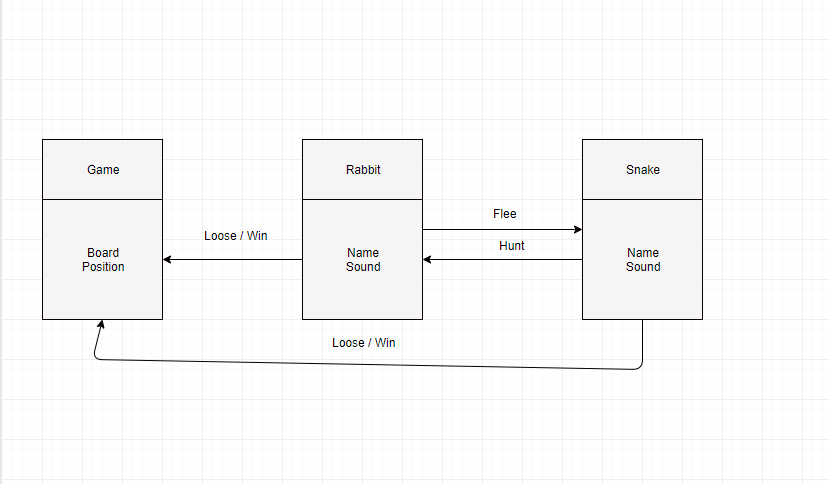 Game
Rabbit
Snake
Flee
Loose / Win
Hunt
Board
Position
Name
Sound
Name
Sound
Loose / Win